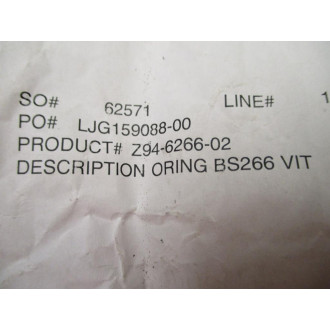 SO# 62571 LINE# 1
PO# LJG159088-00
PRODUCT# Z94-6266-02
DESCRIPTION ORING BS266 VIT